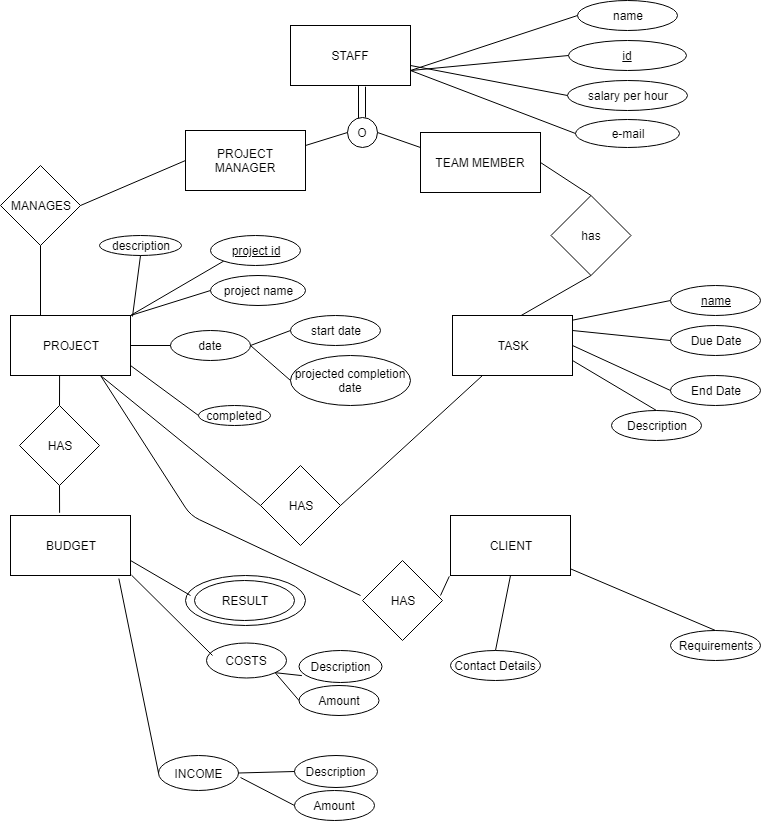 STAFF
name
id
salary per hour
e-mail
O
PROJECT
MANAGER
TEAM MEMBER
MANAGES
has
description
project id
project name
date
start date
projected completion
date
completed
PROJECT
TASK
name
Due Date
End Date
Description
HAS
HAS
BUDGET
CLIENT
HAS
RESULT
COSTS
Description
Amount
Contact Details
Requirements
INCOME
Description
Amount